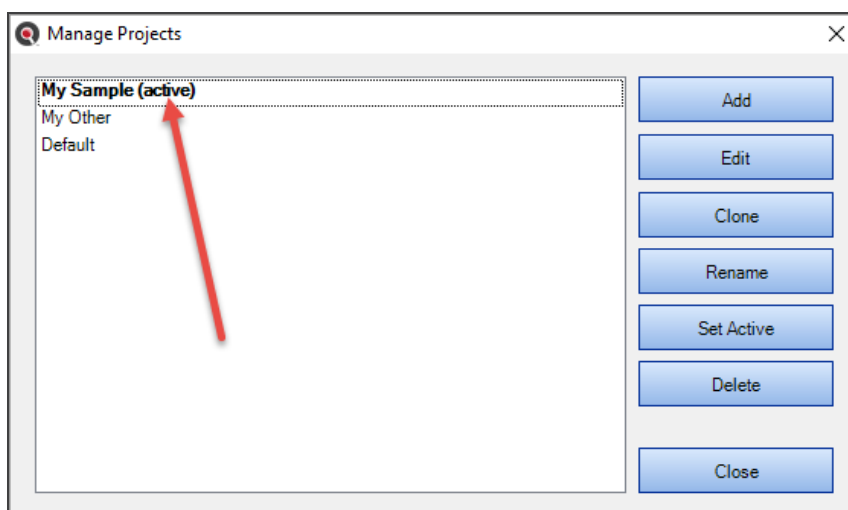 Manage Projects
My Sample (active)
My Other
Default
Add
Edit
Clone
Rename
Set Active
Delete
Close